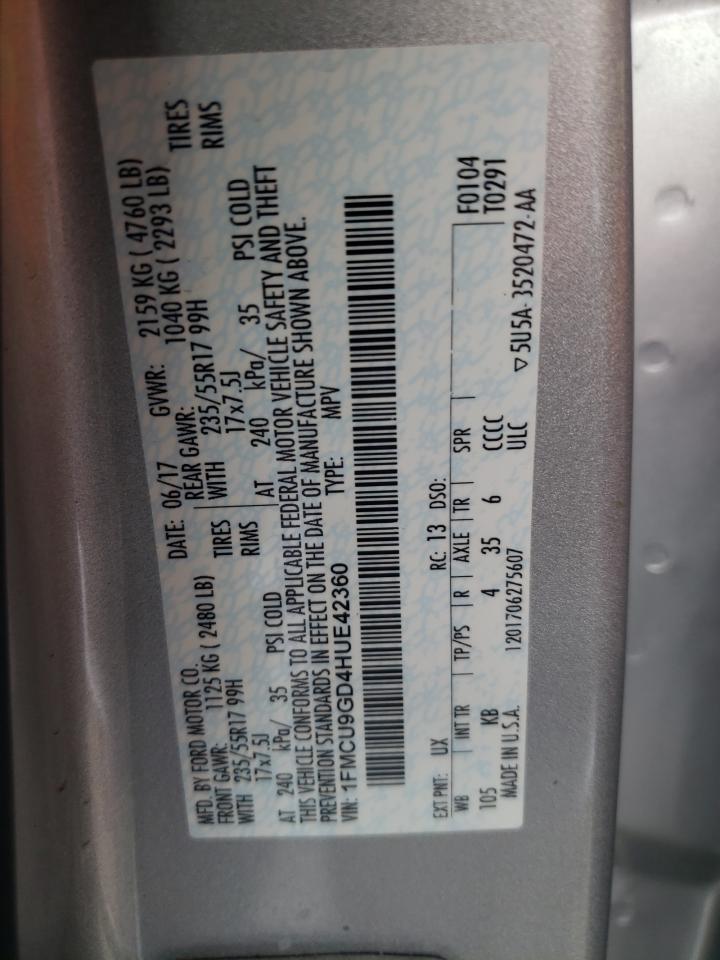 MFD. BY FORD MOTOR CO.
DATE: 06/17 GVWR: 2159 KG ( 4760 LB)
FRONT GAWR: 1125 KG ( 2480 LB)
REAR GAWR: 1040 KG ( 2293 LB)
WITH 235/55R17 99H TIRES
WITH 235/55R17 99H TIRES
17x7.5J RIMS
17x7.5J RIMS
AT 240 kPa/ 35 PSI COLD
AT 240 kPa/ 35 PSI COLD
THIS VEHICLE CONFORMS TO ALL APPLICABLE FEDERAL MOTOR VEHICLE SAFETY AND THEFT
PREVENTION STANDARDS IN EFFECT ON THE DATE OF MANUFACTURE SHOWN ABOVE.
VIN: 1FMCU9GD4HUE42360 TYPE: MPV
EXT PNT: UX RC: 13 DSO: F0104
WB INT TR TP/PS R AXLE TR SPR T0291
105 KB 4 35 6 CCCC
ULC
MADE IN U.S.A. 1201706275607 ▽5U5A-3520472-AA